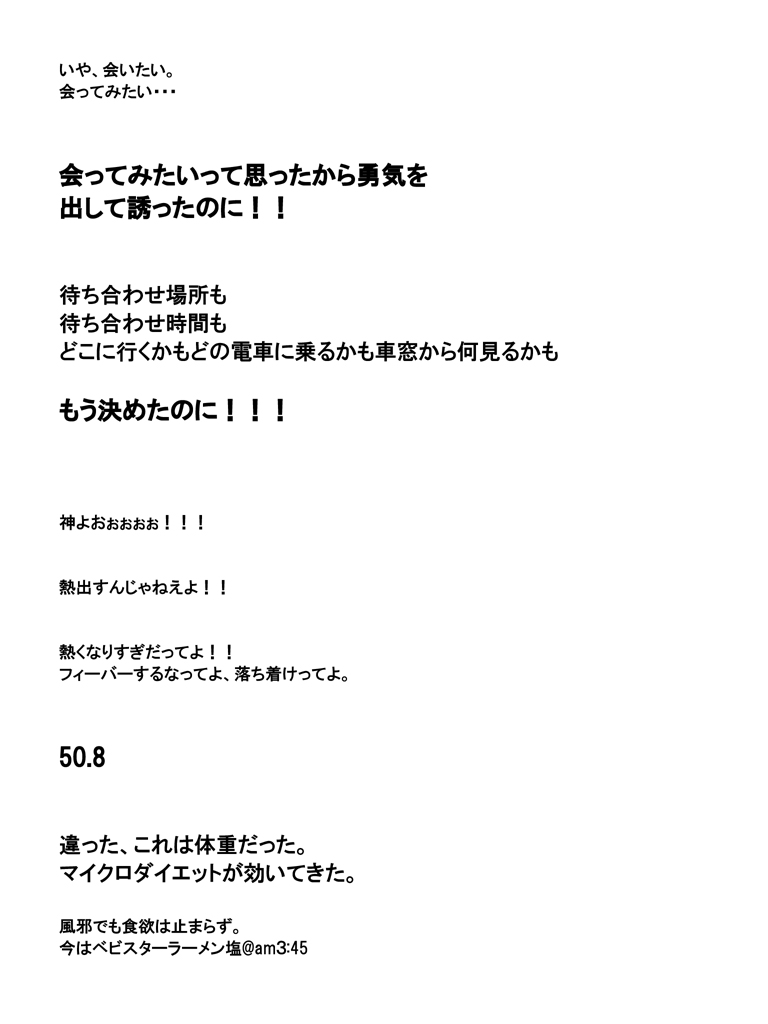 いや、会いたい。
会ってみたい・・・
会ってみたいって思ったから勇気を
出して誘ったのに！！
待ち合わせ場所も
待ち合わせ時間も
どこに行くかもどの電車に乗るかも車窓から何見るかも
もう決めたのに！！！
神よおぉぉぉぉ！！！
熱出すんじゃねえよ！！
熱くなりすぎだってよ！！
フィーバーするなってよ、落ち着けってよ。
50.8
違った、これは体重だった。
マイクロダイエットが効いてきた。
風邪でも食欲は止まらず。
今はベビスターラーメン塩@am３:45